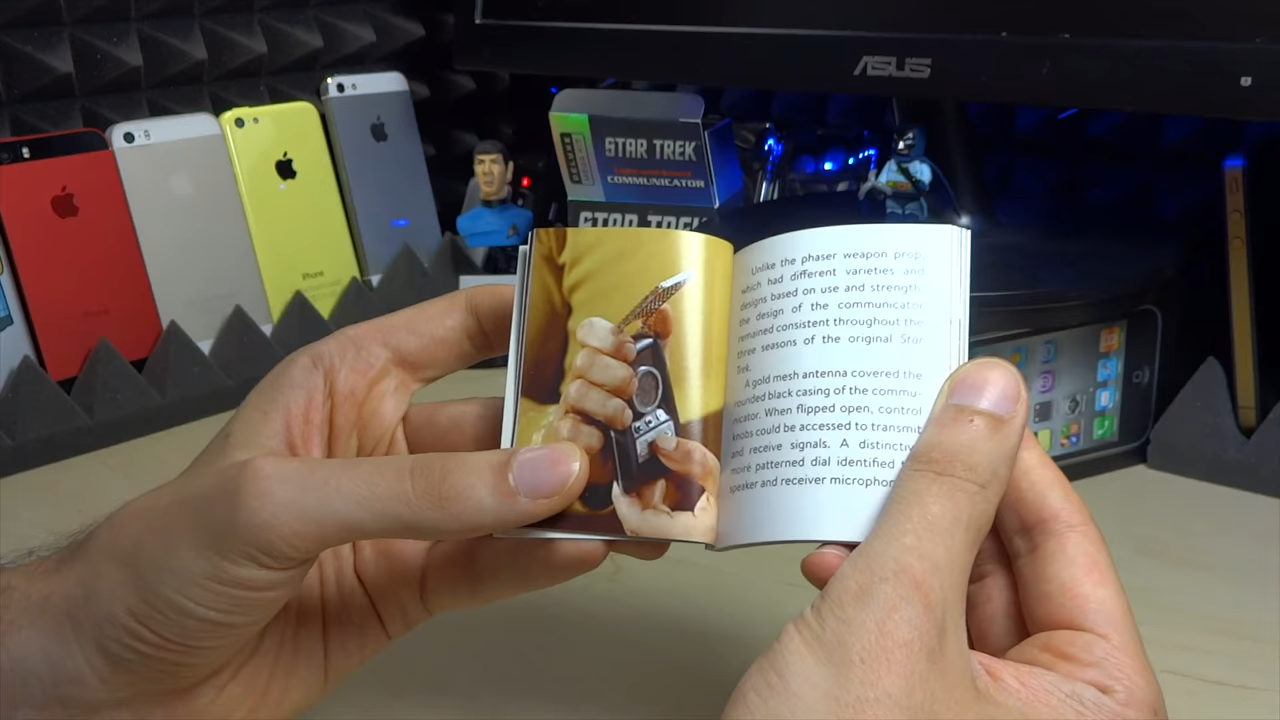 ASUS
DELUXE
STAR TREK
COMMUNICATOR
STAR TREK
iPhone
Unlike the phaser weapon prop,
which had different varieties and
designs based on use and strength,
the design of the communicator
remained consistent throughout the
three seasons of the original Star
Trek.
A gold mesh antenna covered the
rounded black casing of the commu-
nicator. When flipped open, control
knobs could be accessed to transmit
and receive signals. A distinctive
moiré patterned dial identified
speaker and receiver microphon